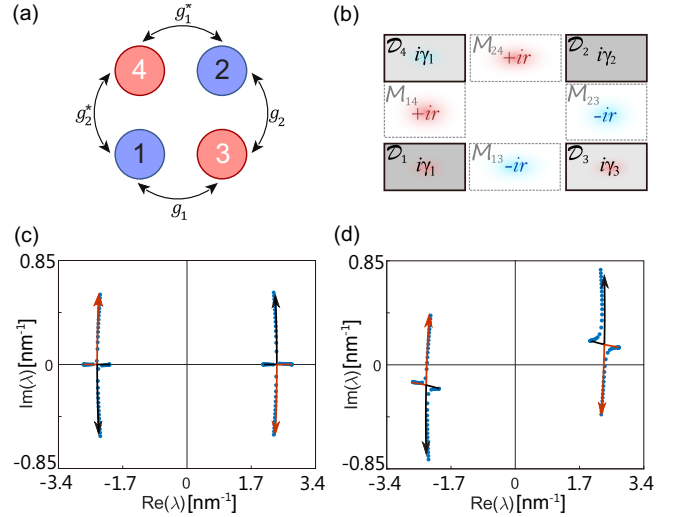 (a)
g₁*
4
2
g₂*
g₂
1
3
g₁
(b)
𝒟₄ iγ₁
M₂₄ +ir
𝒟₂ iγ₂
M₁₄ +ir
M₂₃ -ir
𝒟₁ iγ₁
M₁₃ -ir
𝒟₃ iγ₃
(c)
0.85
Im(λ)[nm⁻¹]
0
-0.85
-3.4 -1.7 0 1.7 3.4
Re(λ)[nm⁻¹]
(d)
0.85
Im(λ)[nm⁻¹]
0
-0.85
-3.4 -1.7 0 1.7 3.4
Re(λ)[nm⁻¹]